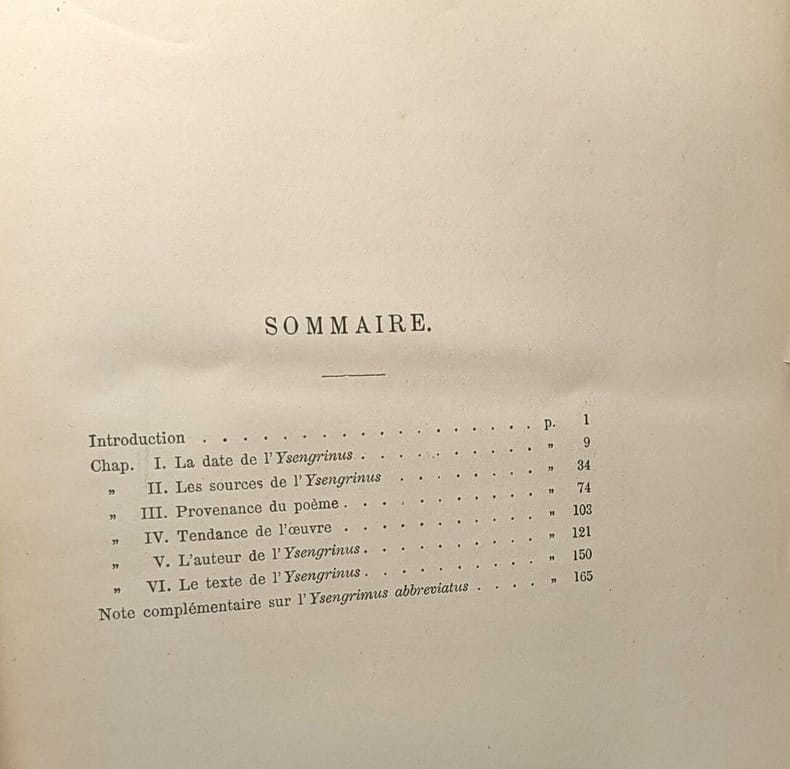 SOMMAIRE.
Introduction . . . . . . . . . . . . . . . . . p. 1
Chap. I. La date de l'Ysengrinus . . . . . . . . . „ 9
„ II. Les sources de l'Ysengrinus . . . . . . . . „ 34
„ III. Provenance du poème . . . . . . . . . . „ 74
„ IV. Tendance de l'œuvre . . . . . . . . . . „ 103
„ V. L'auteur de l'Ysengrinus . . . . . . . . . „ 121
„ VI. Le texte de l'Ysengrinus . . . . . . . . . „ 150
Note complémentaire sur l'Ysengrimus abbreviatus . . . . „ 165